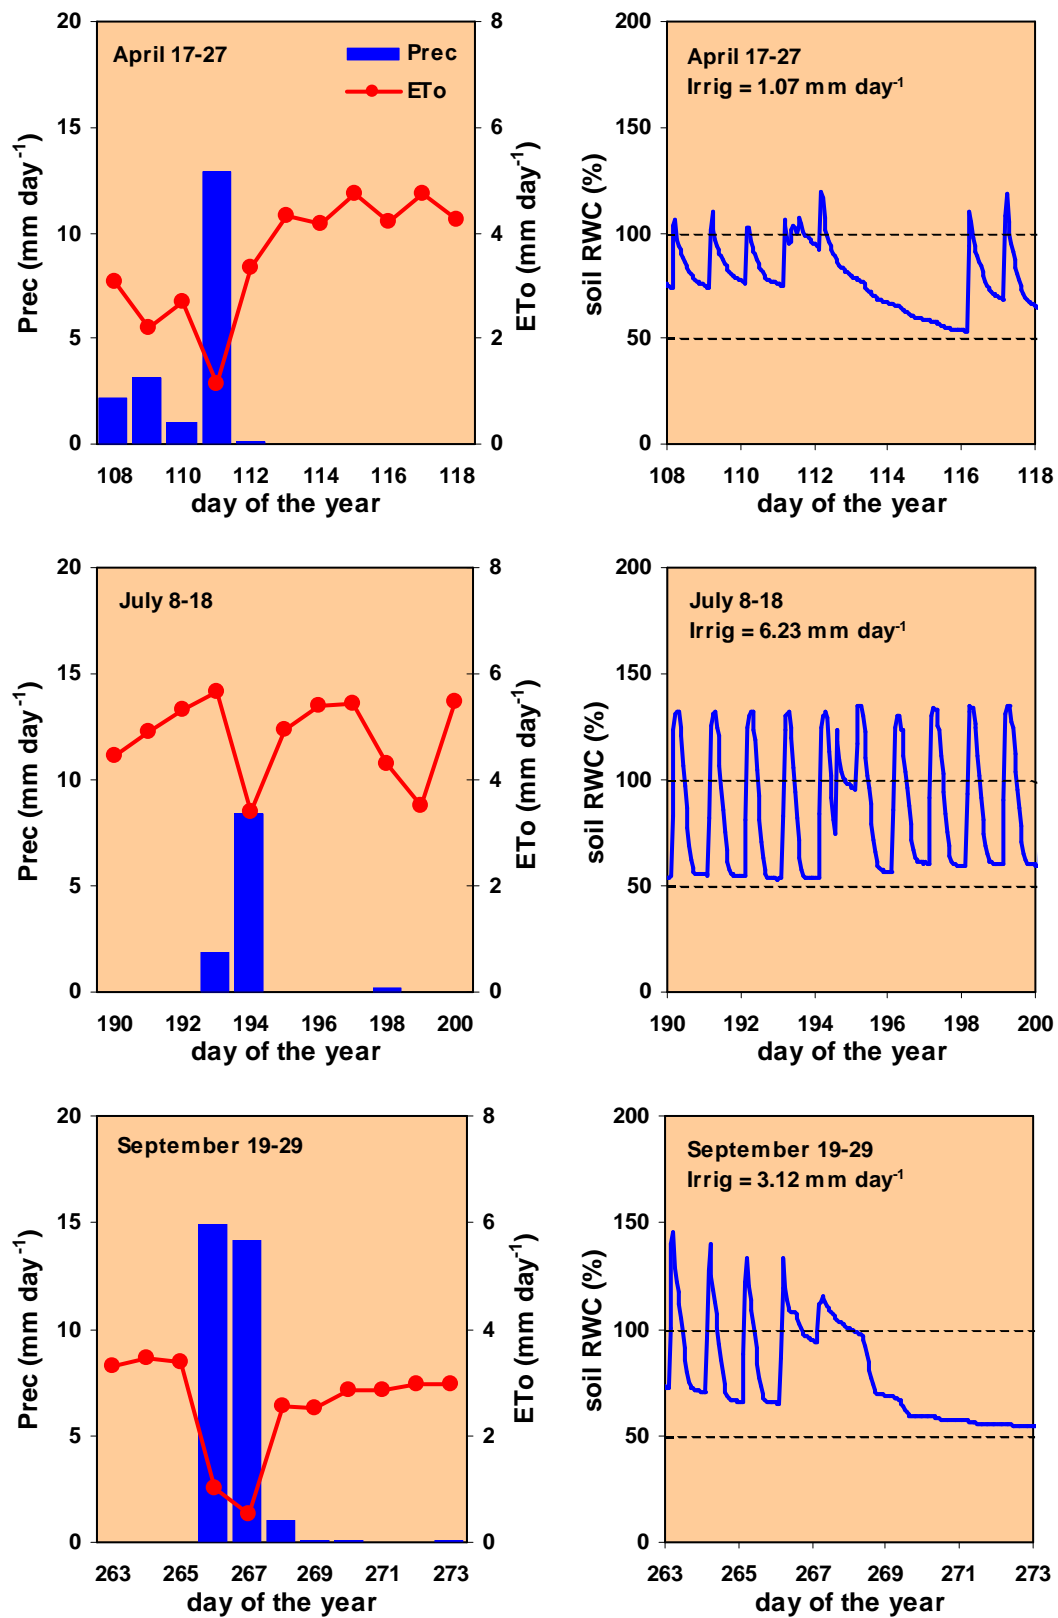 20
15
10
5
0
8
6
4
2
0
April 17-27
Prec
ETo
Prec (mm day-1)
ETo (mm day-1)
108 110 112 114 116 118
day of the year
200
150
100
50
0
April 17-27
Irrig = 1.07 mm day-1
soil RWC (%)
108 110 112 114 116 118
day of the year
20
15
10
5
0
8
6
4
2
0
July 8-18
Prec (mm day-1)
ETo (mm day-1)
190 192 194 196 198 200
day of the year
200
150
100
50
0
July 8-18
Irrig = 6.23 mm day-1
soil RWC (%)
190 192 194 196 198 200
day of the year
20
15
10
5
0
8
6
4
2
0
September 19-29
Prec (mm day-1)
ETo (mm day-1)
263 265 267 269 271 273
day of the year
200
150
100
50
0
September 19-29
Irrig = 3.12 mm day-1
soil RWC (%)
263 265 267 269 271 273
day of the year